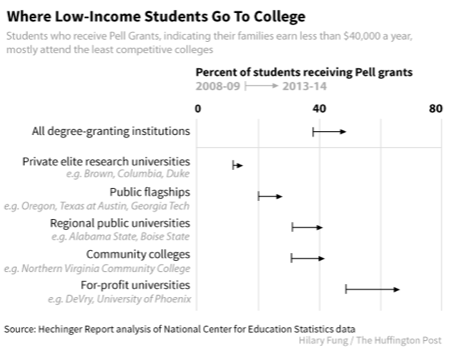 Where Low-Income Students Go To College
Students who receive Pell Grants, indicating their families earn less than $40,000 a year,
mostly attend the least competitive colleges
Percent of students receiving Pell grants
2008-09 2013-14
0 40 80
All degree-granting institutions
Private elite research universities
e.g. Brown, Columbia, Duke
Public flagships
e.g. Oregon, Texas at Austin, Georgia Tech
Regional public universities
e.g. Alabama State, Boise State
Community colleges
e.g. Northern Virginia Community College
For-profit universities
e.g. DeVry, University of Phoenix
Source: Hechinger Report analysis of National Center for Education Statistics data
Hilary Fung / The Huffington Post